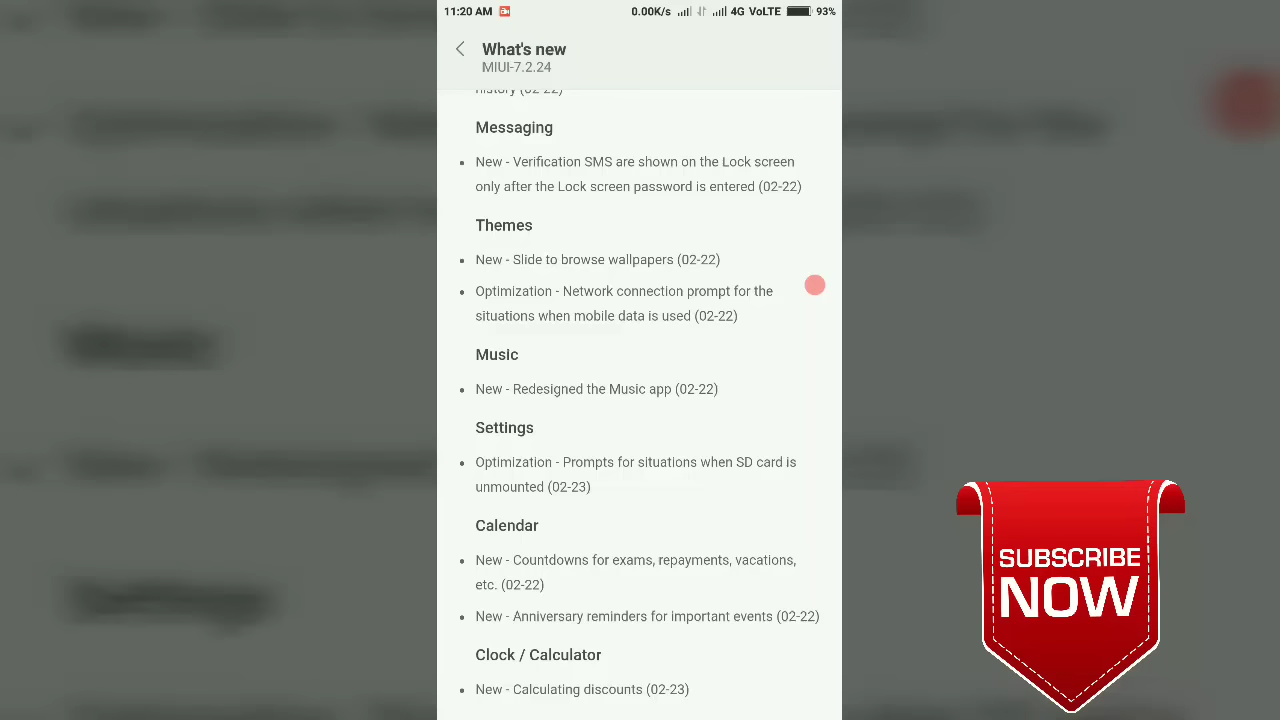 11:20 AM 0.00K/s 4G VoLTE 93%
What's new
MIUI-7.2.24
history (02-22)
Messaging
• New - Verification SMS are shown on the Lock screen
only after the Lock screen password is entered (02-22)
Themes
• New - Slide to browse wallpapers (02-22)
• Optimization - Network connection prompt for the
situations when mobile data is used (02-22)
Music
• New - Redesigned the Music app (02-22)
Settings
• Optimization - Prompts for situations when SD card is
unmounted (02-23)
Calendar
• New - Countdowns for exams, repayments, vacations,
etc. (02-22)
• New - Anniversary reminders for important events (02-22)
Clock / Calculator
• New - Calculating discounts (02-23)
SUBSCRIBE
NOW